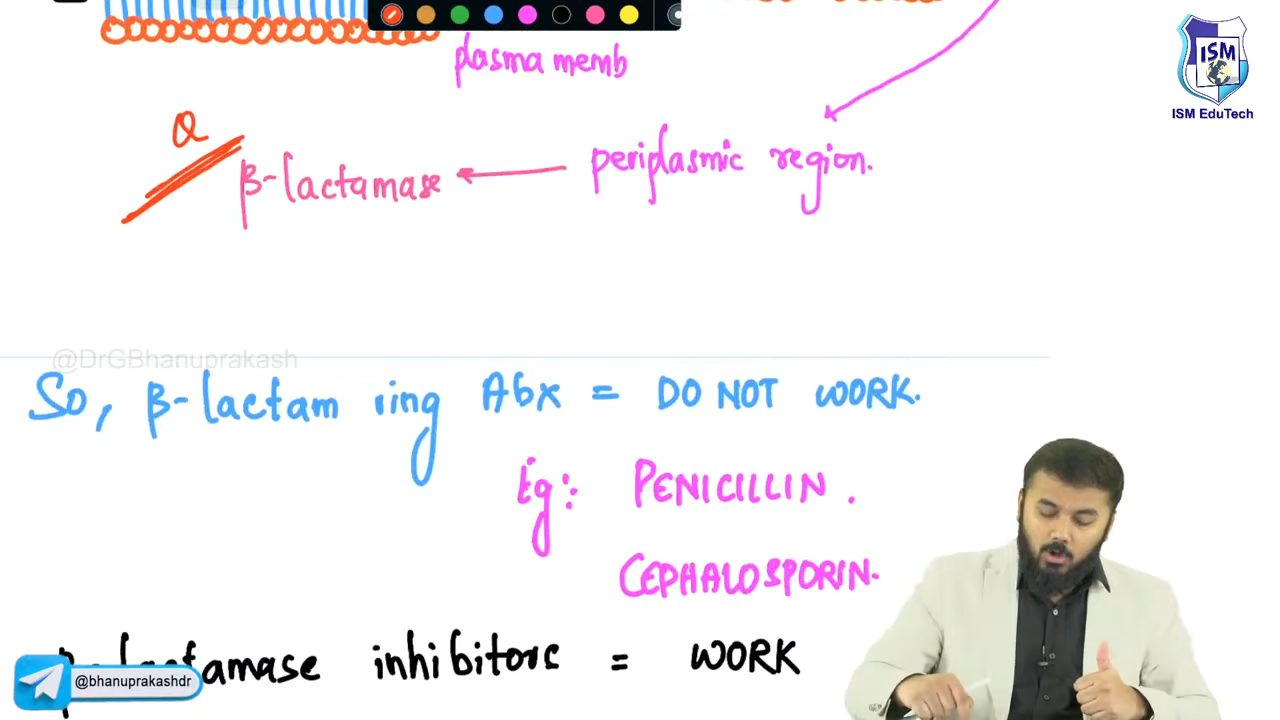 ISM
ISM EduTech
plasma memb
Q
β-lactamase ← periplasmic region.
@DrGBhanuprakash
So, β-lactam ring Abx = DO NOT WORK.
Eg:. PENICILLIN.
CEPHALOSPORIN.
β-lactamase inhibitors = WORK
@bhanuprakashdr